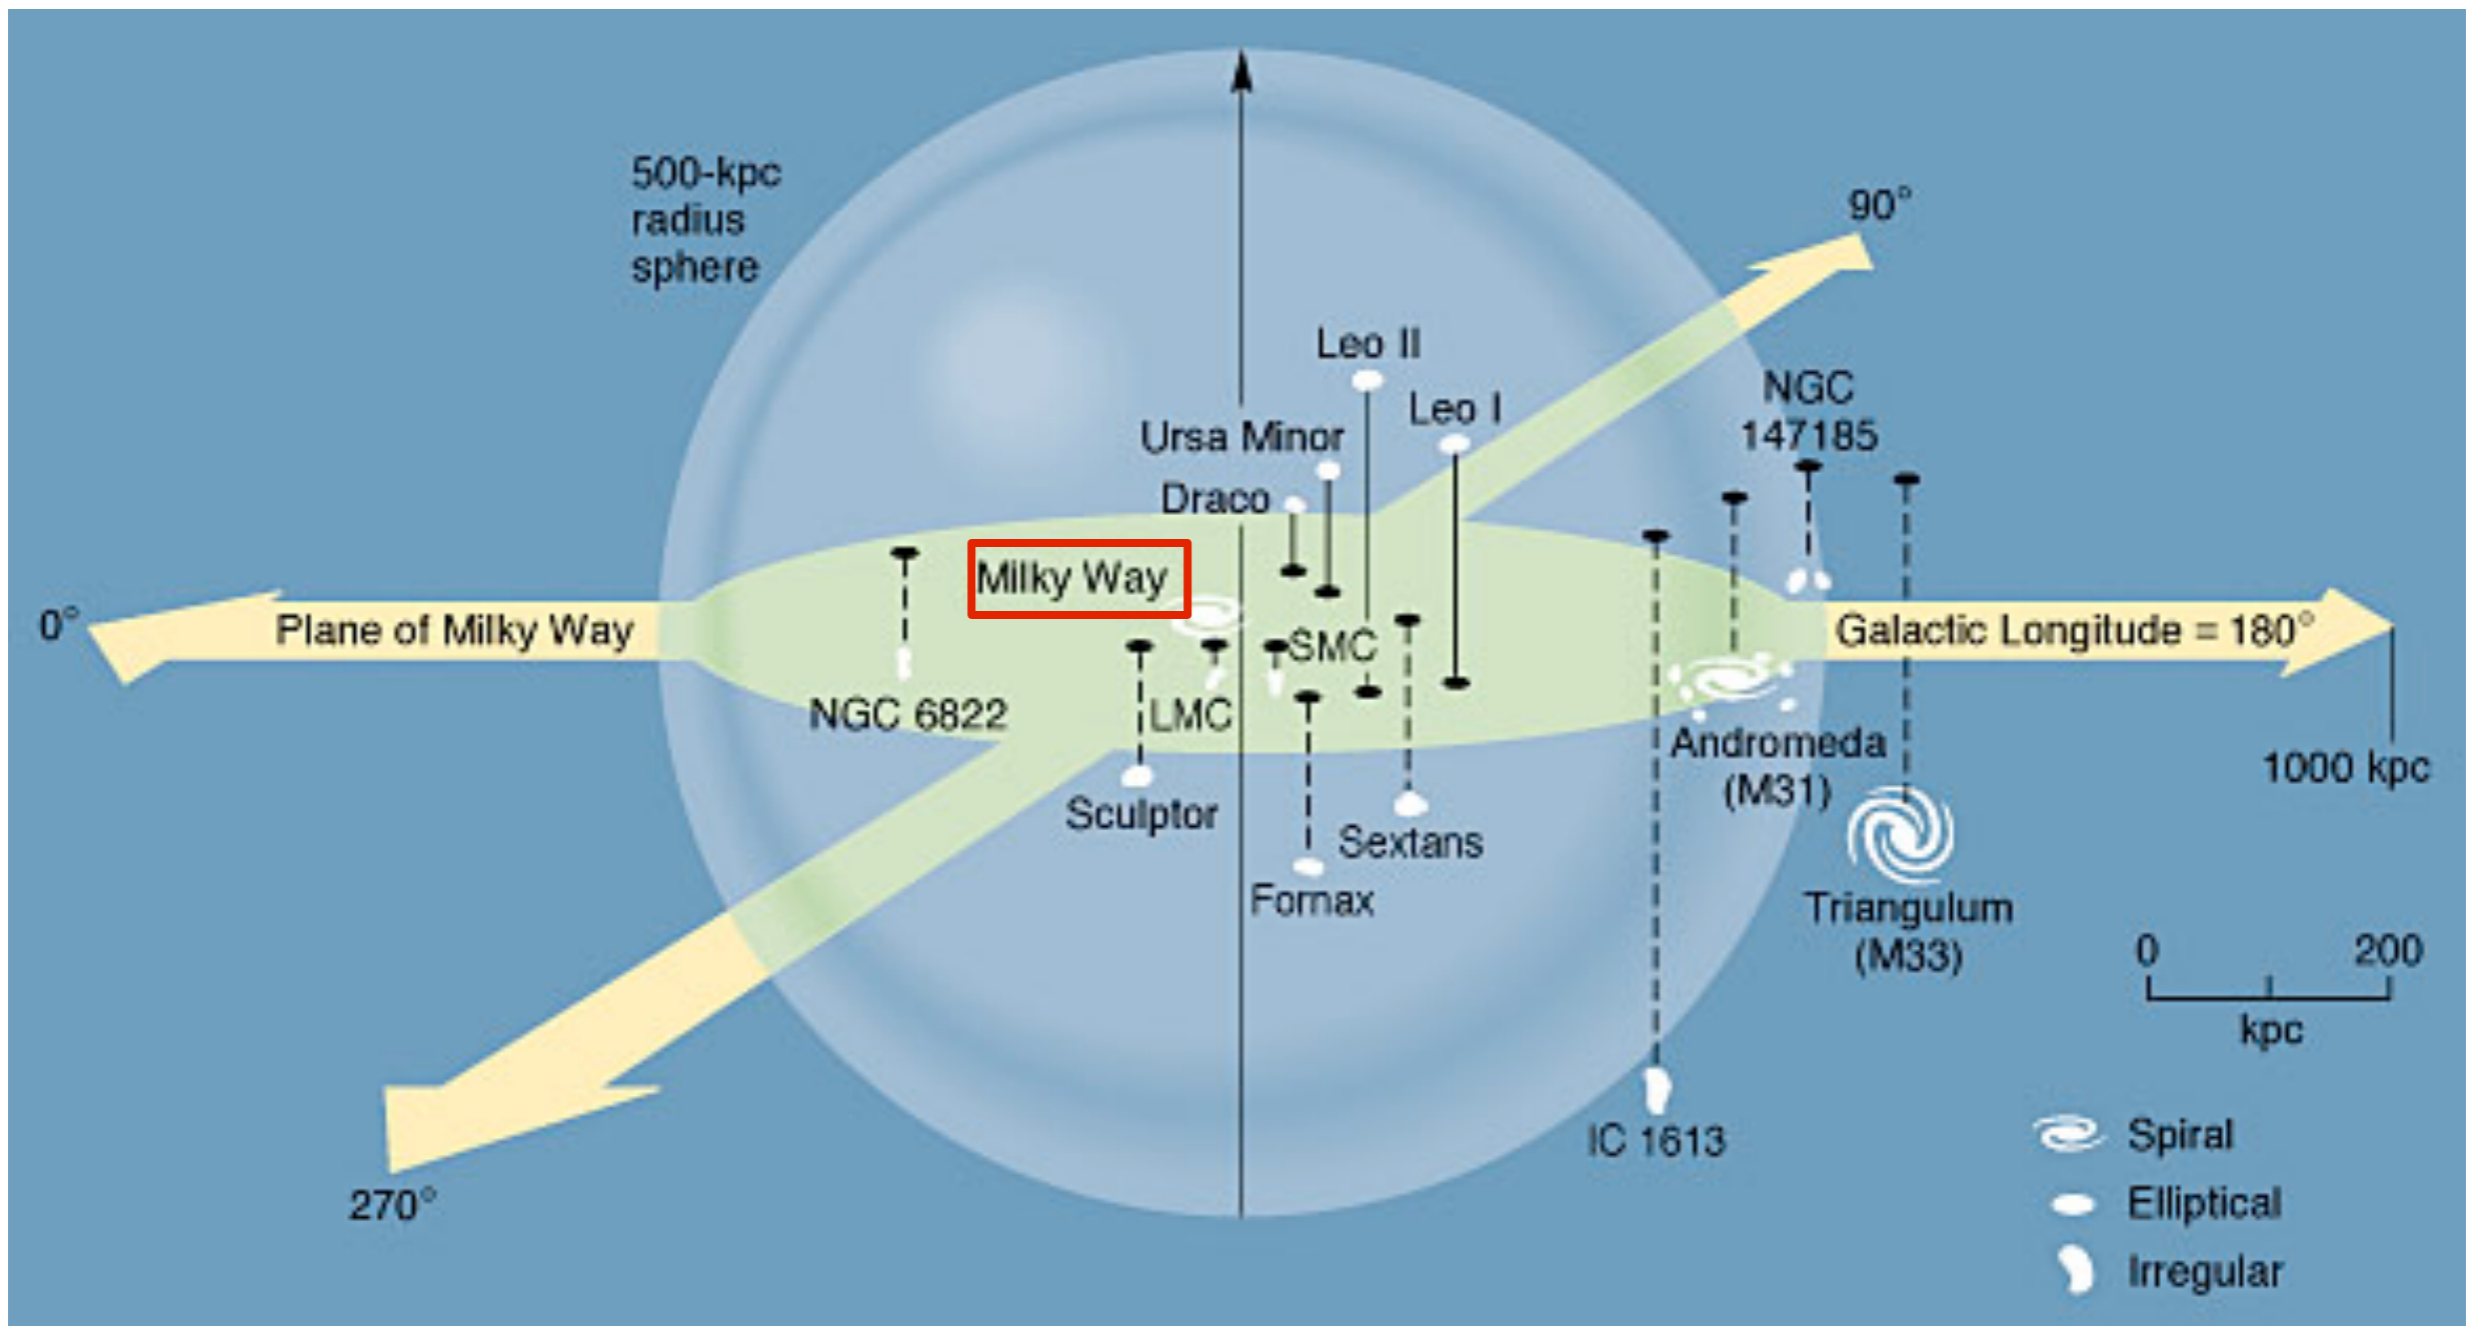 500-kpc
radius
sphere
90°
Leo II
Leo I
NGC
147185
Ursa Minor
Draco
Milky Way
0°
Plane of Milky Way
SMC
Galactic Longitude = 180°
NGC 6822
LMC
Andromeda
(M31)
1000 kpc
Sculptor
Sextans
Fornax
Triangulum
(M33)
0 200
kpc
IC 1613
270°
Spiral
Elliptical
Irregular